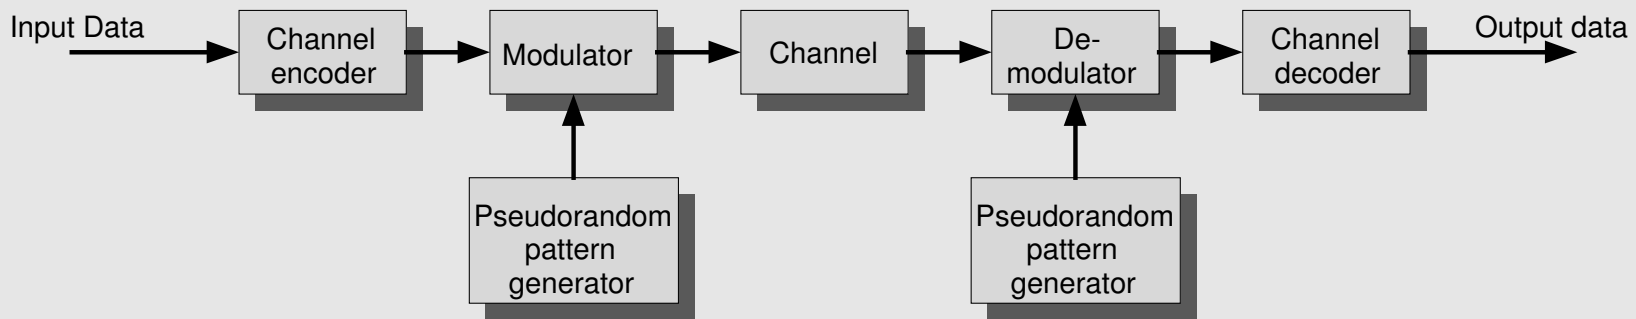 Input Data
Channel
encoder
Modulator
Channel
De-
modulator
Channel
decoder
Output data
Pseudorandom
pattern
generator
Pseudorandom
pattern
generator